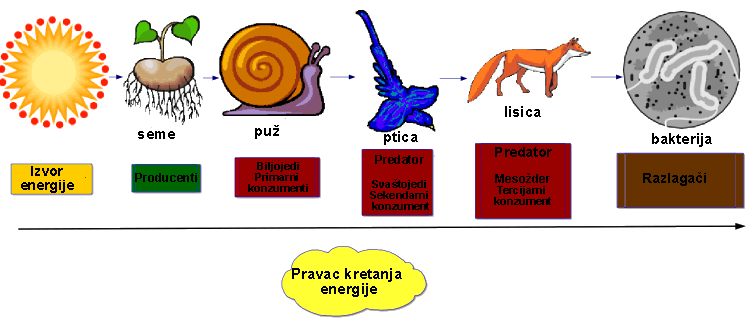 seme
puž
ptica
lisica
bakterija
Izvor
energije
Producenti
Biljojedi
Primarni
konzumenti
Predator
Svaštojedi
Sekendarni
konzument
Predator
Mesožder
Tercijarni
konzument
Razlagači
Pravac kretanja
energije